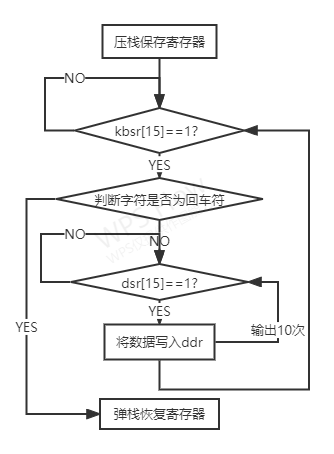 压栈保存寄存器
NO
kbsr[15]==1?
YES
判断字符是否为回车符
NO
NO
dsr[15]==1?
YES
YES
将数据写入ddr
输出10次
弹栈恢复寄存器